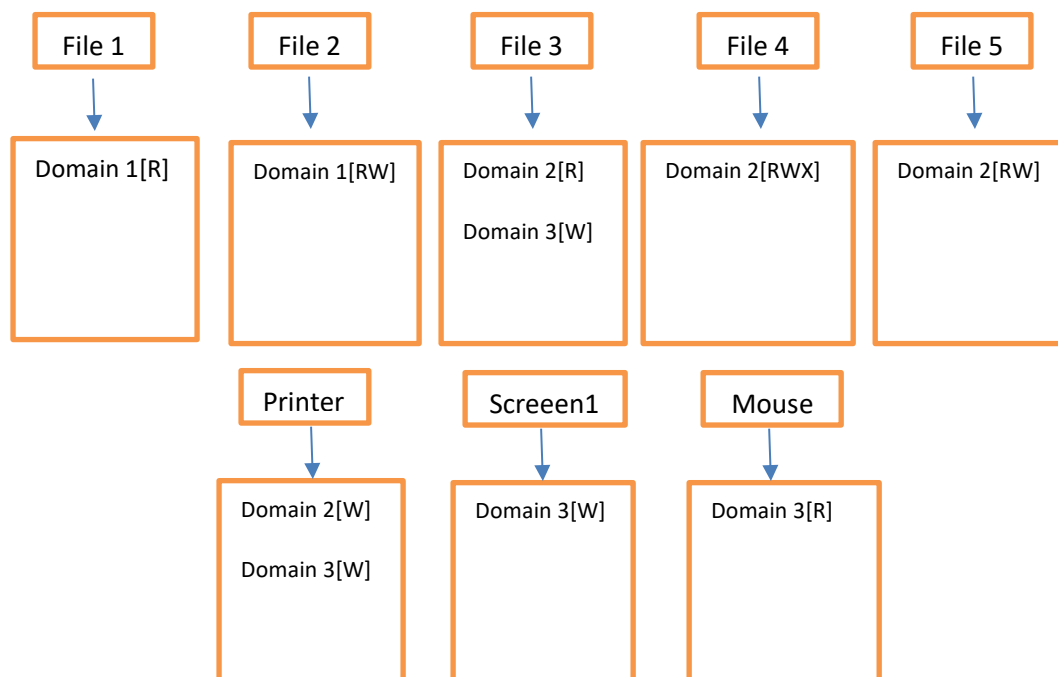 File 1
File 2
File 3
File 4
File 5
Domain 1[R]
Domain 1[RW]
Domain 2[R]
Domain 3[W]
Domain 2[RWX]
Domain 2[RW]
Printer
Screeen1
Mouse
Domain 2[W]
Domain 3[W]
Domain 3[W]
Domain 3[R]